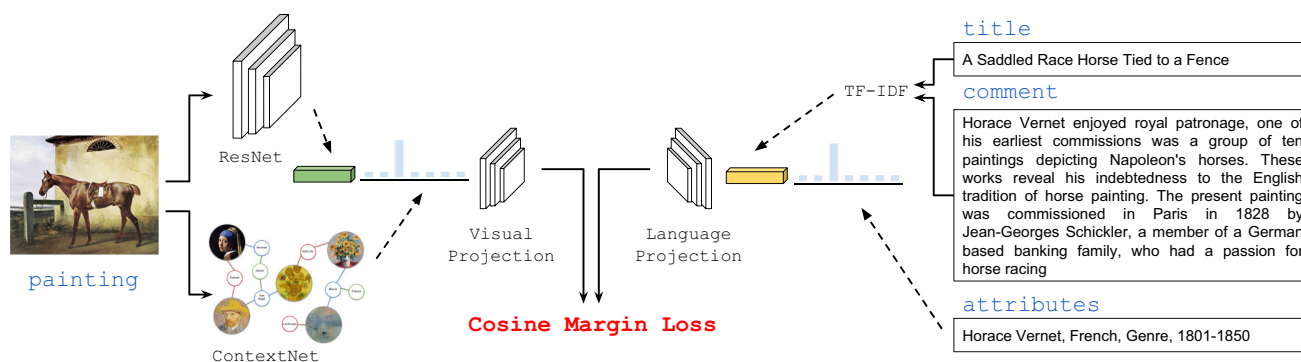 title
A Saddled Race Horse Tied to a Fence
TF-IDF
comment
Horace Vernet enjoyed royal patronage, one of
his earliest commissions was a group of ten
paintings depicting Napoleon's horses. These
works reveal his indebtedness to the English
tradition of horse painting. The present painting
was commissioned in Paris in 1828 by
Jean-Georges Schickler, a member of a German
based banking family, who had a passion for
horse racing
attributes
Horace Vernet, French, Genre, 1801-1850
ResNet
painting
ContextNet
Visual
Projection
Language
Projection
Cosine Margin Loss